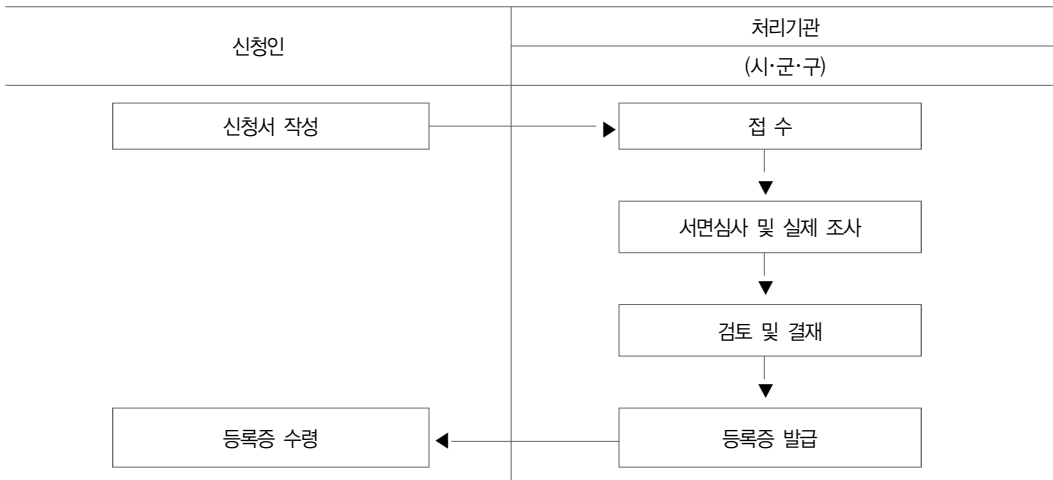 신청인
처리기관
(시·군·구)
신청서 작성
접 수
서면심사 및 실제 조사
검토 및 결재
등록증 수령
등록증 발급